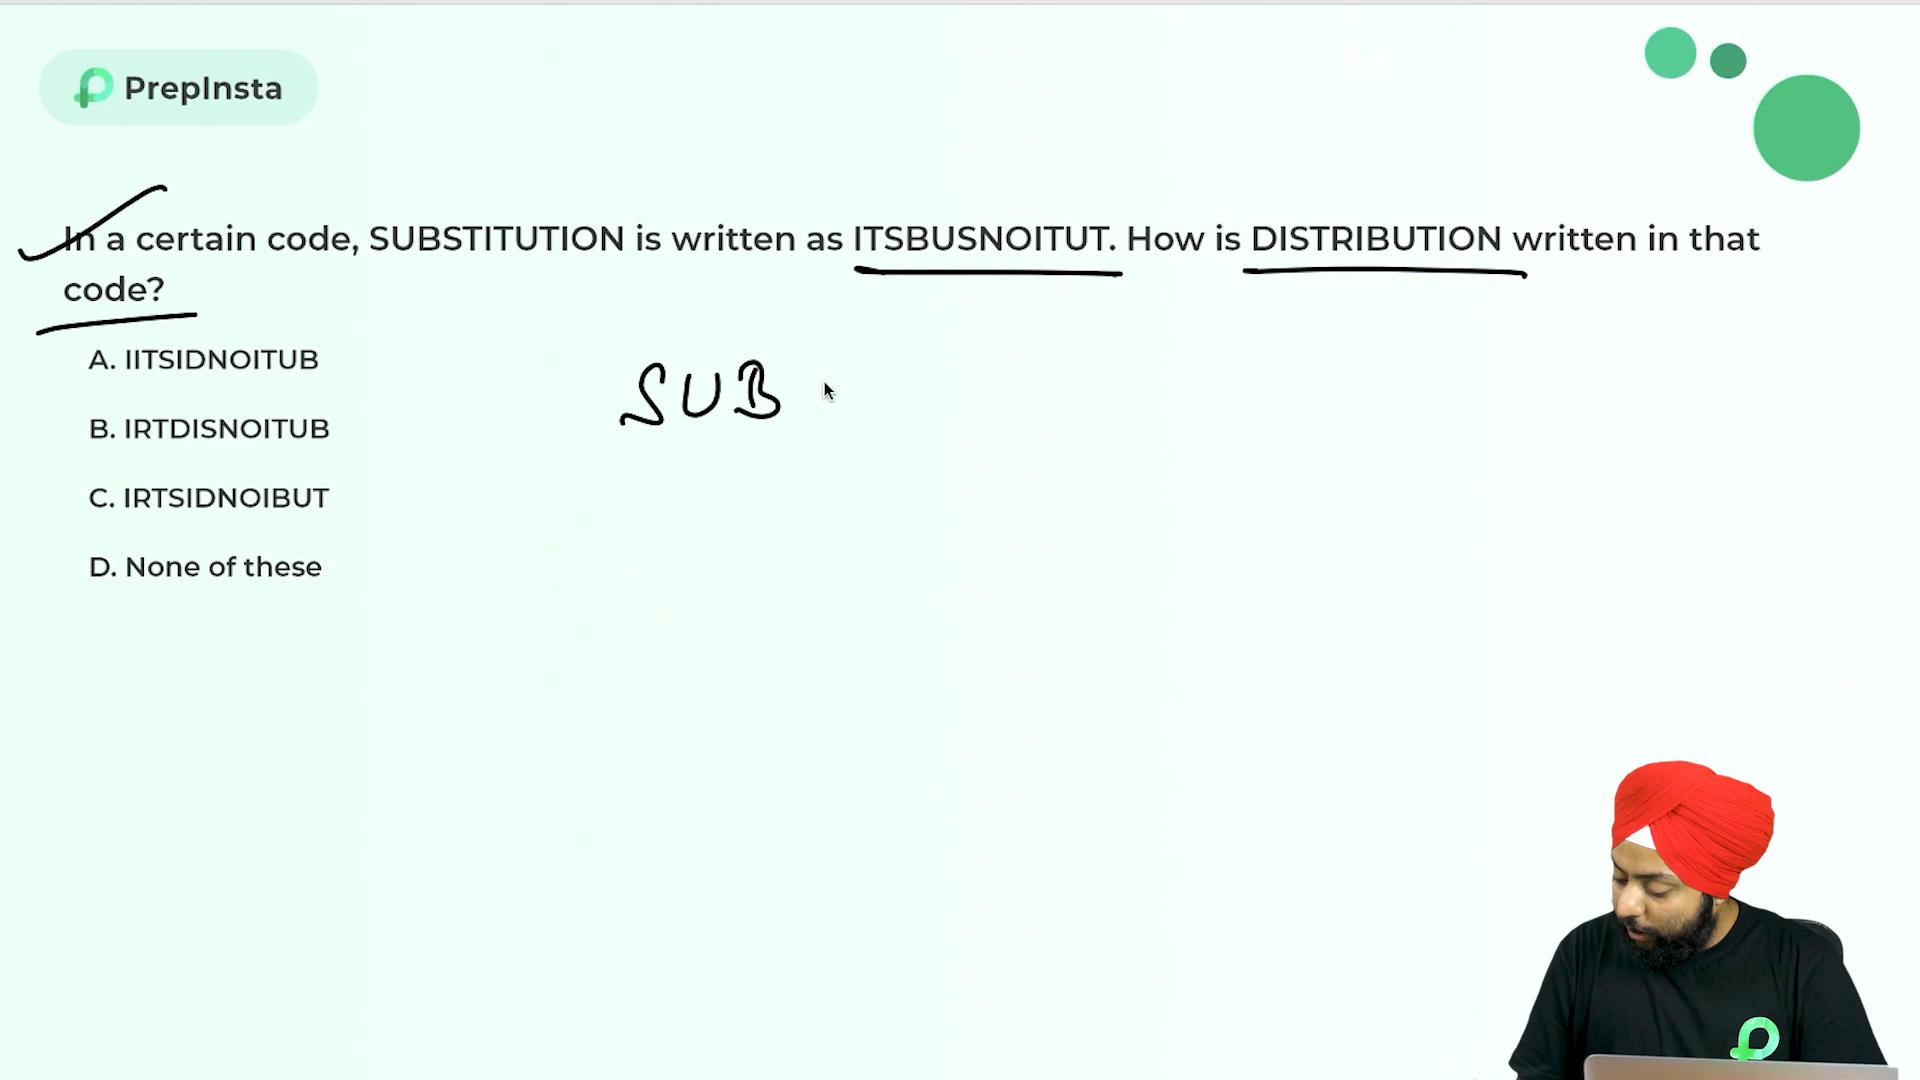 PrepInsta
In a certain code, SUBSTITUTION is written as ITSBUSNOITUT. How is DISTRIBUTION written in that
code?
A. IITSIDNOITUB
B. IRTDISNOITUB
C. IRTSIDNOIBUT
D. None of these
SUB